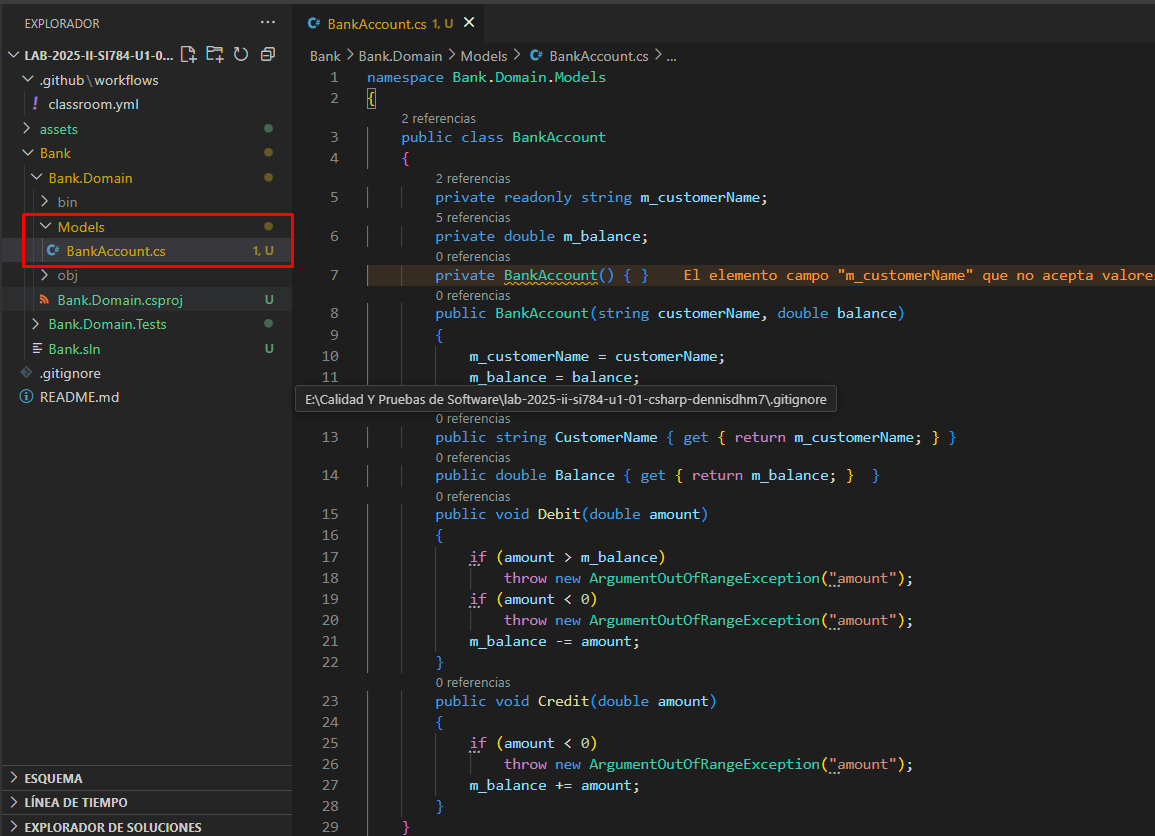 EXPLORADOR
LAB-2025-II-SI784-U1-0...
.github\workflows
classroom.yml
assets
Bank
Bank.Domain
bin
Models
BankAccount.cs 1, U
obj
Bank.Domain.csproj U
Bank.Domain.Tests
Bank.sln U
.gitignore
README.md
ESQUEMA
LÍNEA DE TIEMPO
EXPLORADOR DE SOLUCIONES
BankAccount.cs 1, U
Bank > Bank.Domain > Models > BankAccount.cs > ...
1 namespace Bank.Domain.Models
2 {
2 referencias
3 public class BankAccount
4 {
2 referencias
5 private readonly string m_customerName;
5 referencias
6 private double m_balance;
0 referencias
7 private BankAccount() { } El elemento campo "m_customerName" que no acepta valores
0 referencias
8 public BankAccount(string customerName, double balance)
9 {
10 m_customerName = customerName;
11 m_balance = balance;
E:\Calidad Y Pruebas de Software\lab-2025-ii-si784-u1-01-csharp-dennisdhm7\.gitignore
0 referencias
13 public string CustomerName { get { return m_customerName; } }
0 referencias
14 public double Balance { get { return m_balance; } }
0 referencias
15 public void Debit(double amount)
16 {
17 if (amount > m_balance)
18 throw new ArgumentOutOfRangeException("amount");
19 if (amount < 0)
20 throw new ArgumentOutOfRangeException("amount");
21 m_balance -= amount;
22 }
0 referencias
23 public void Credit(double amount)
24 {
25 if (amount < 0)
26 throw new ArgumentOutOfRangeException("amount");
27 m_balance += amount;
28 }
29 }